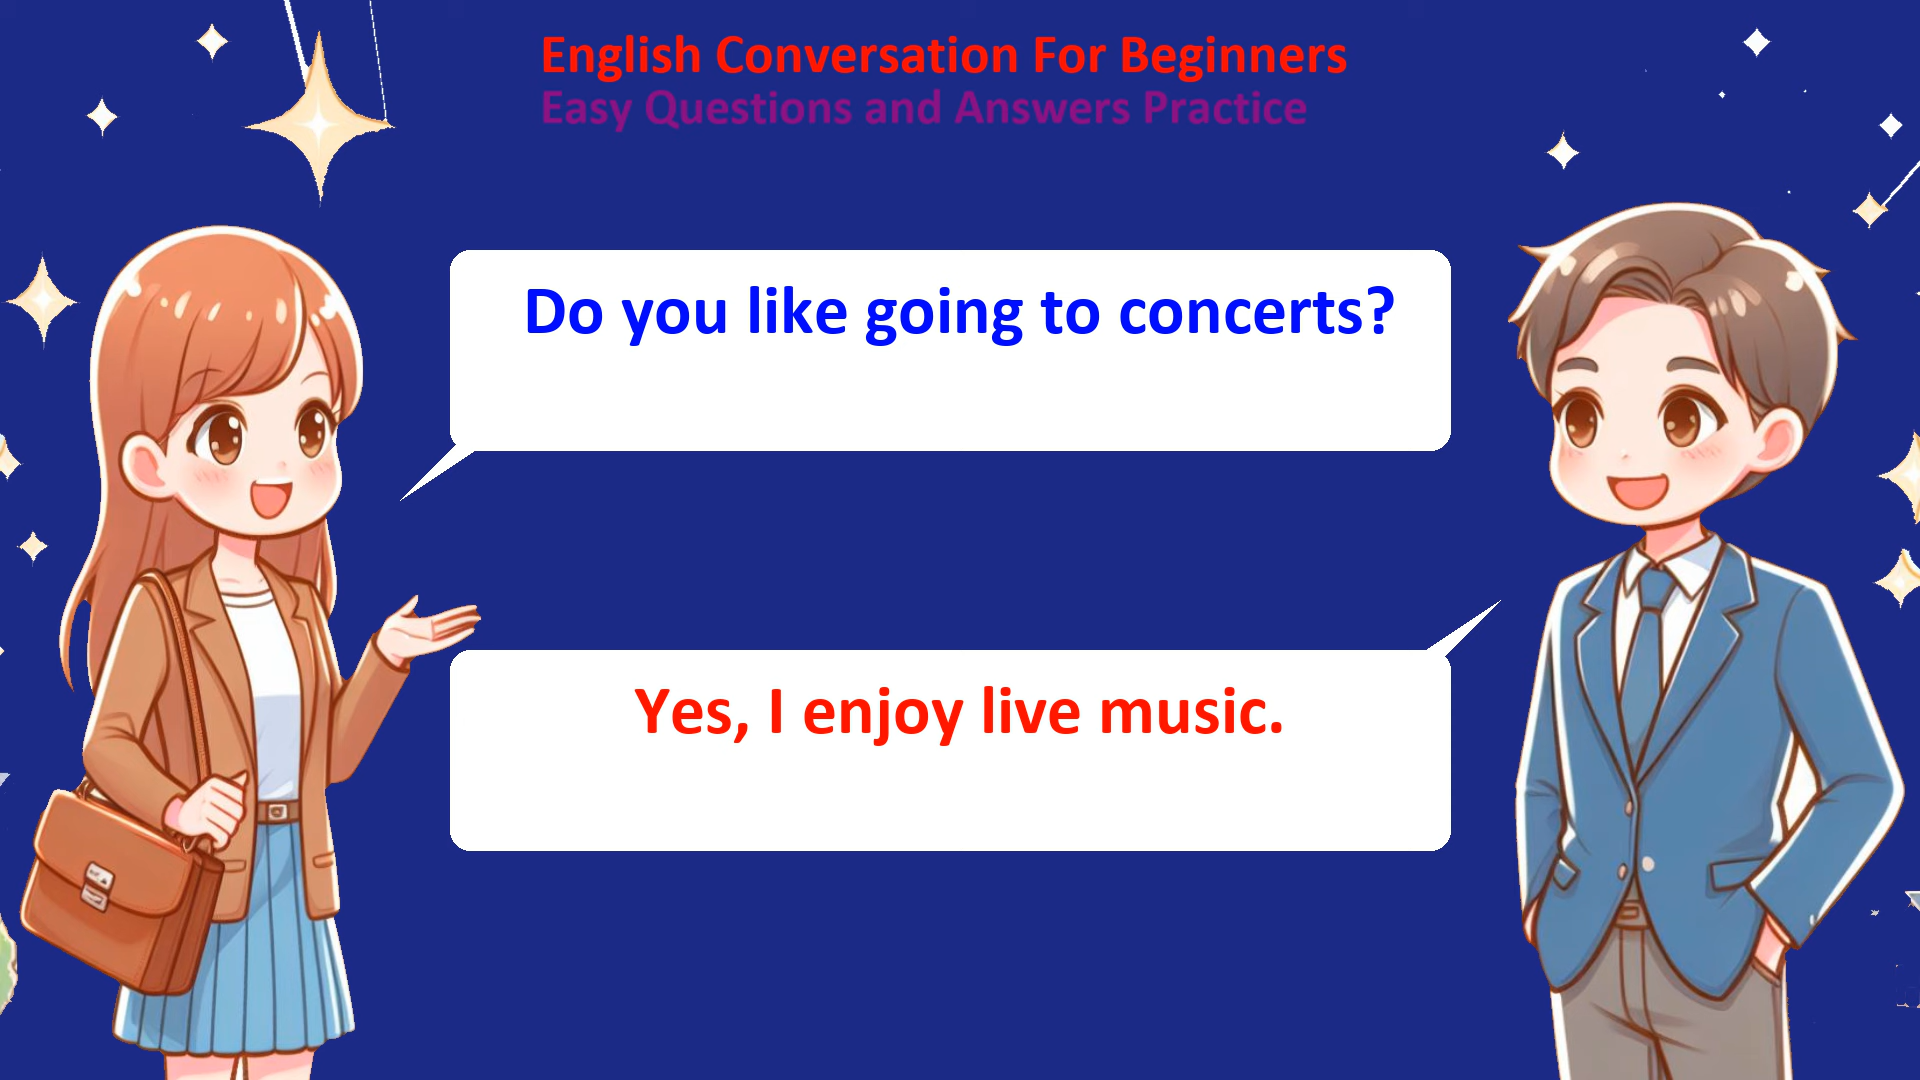 English Conversation For Beginners
Easy Questions and Answers Practice
Do you like going to concerts?
Yes, I enjoy live music.